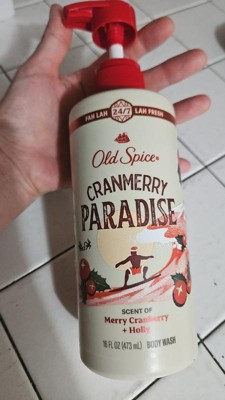 FAH LAH 24/7 LAH FRESH
Old Spice®
CRANMERRY
PARADISE
SCENT OF
Merry Cranberry
+ Holly
16 FL OZ (473 mL) BODY WASH